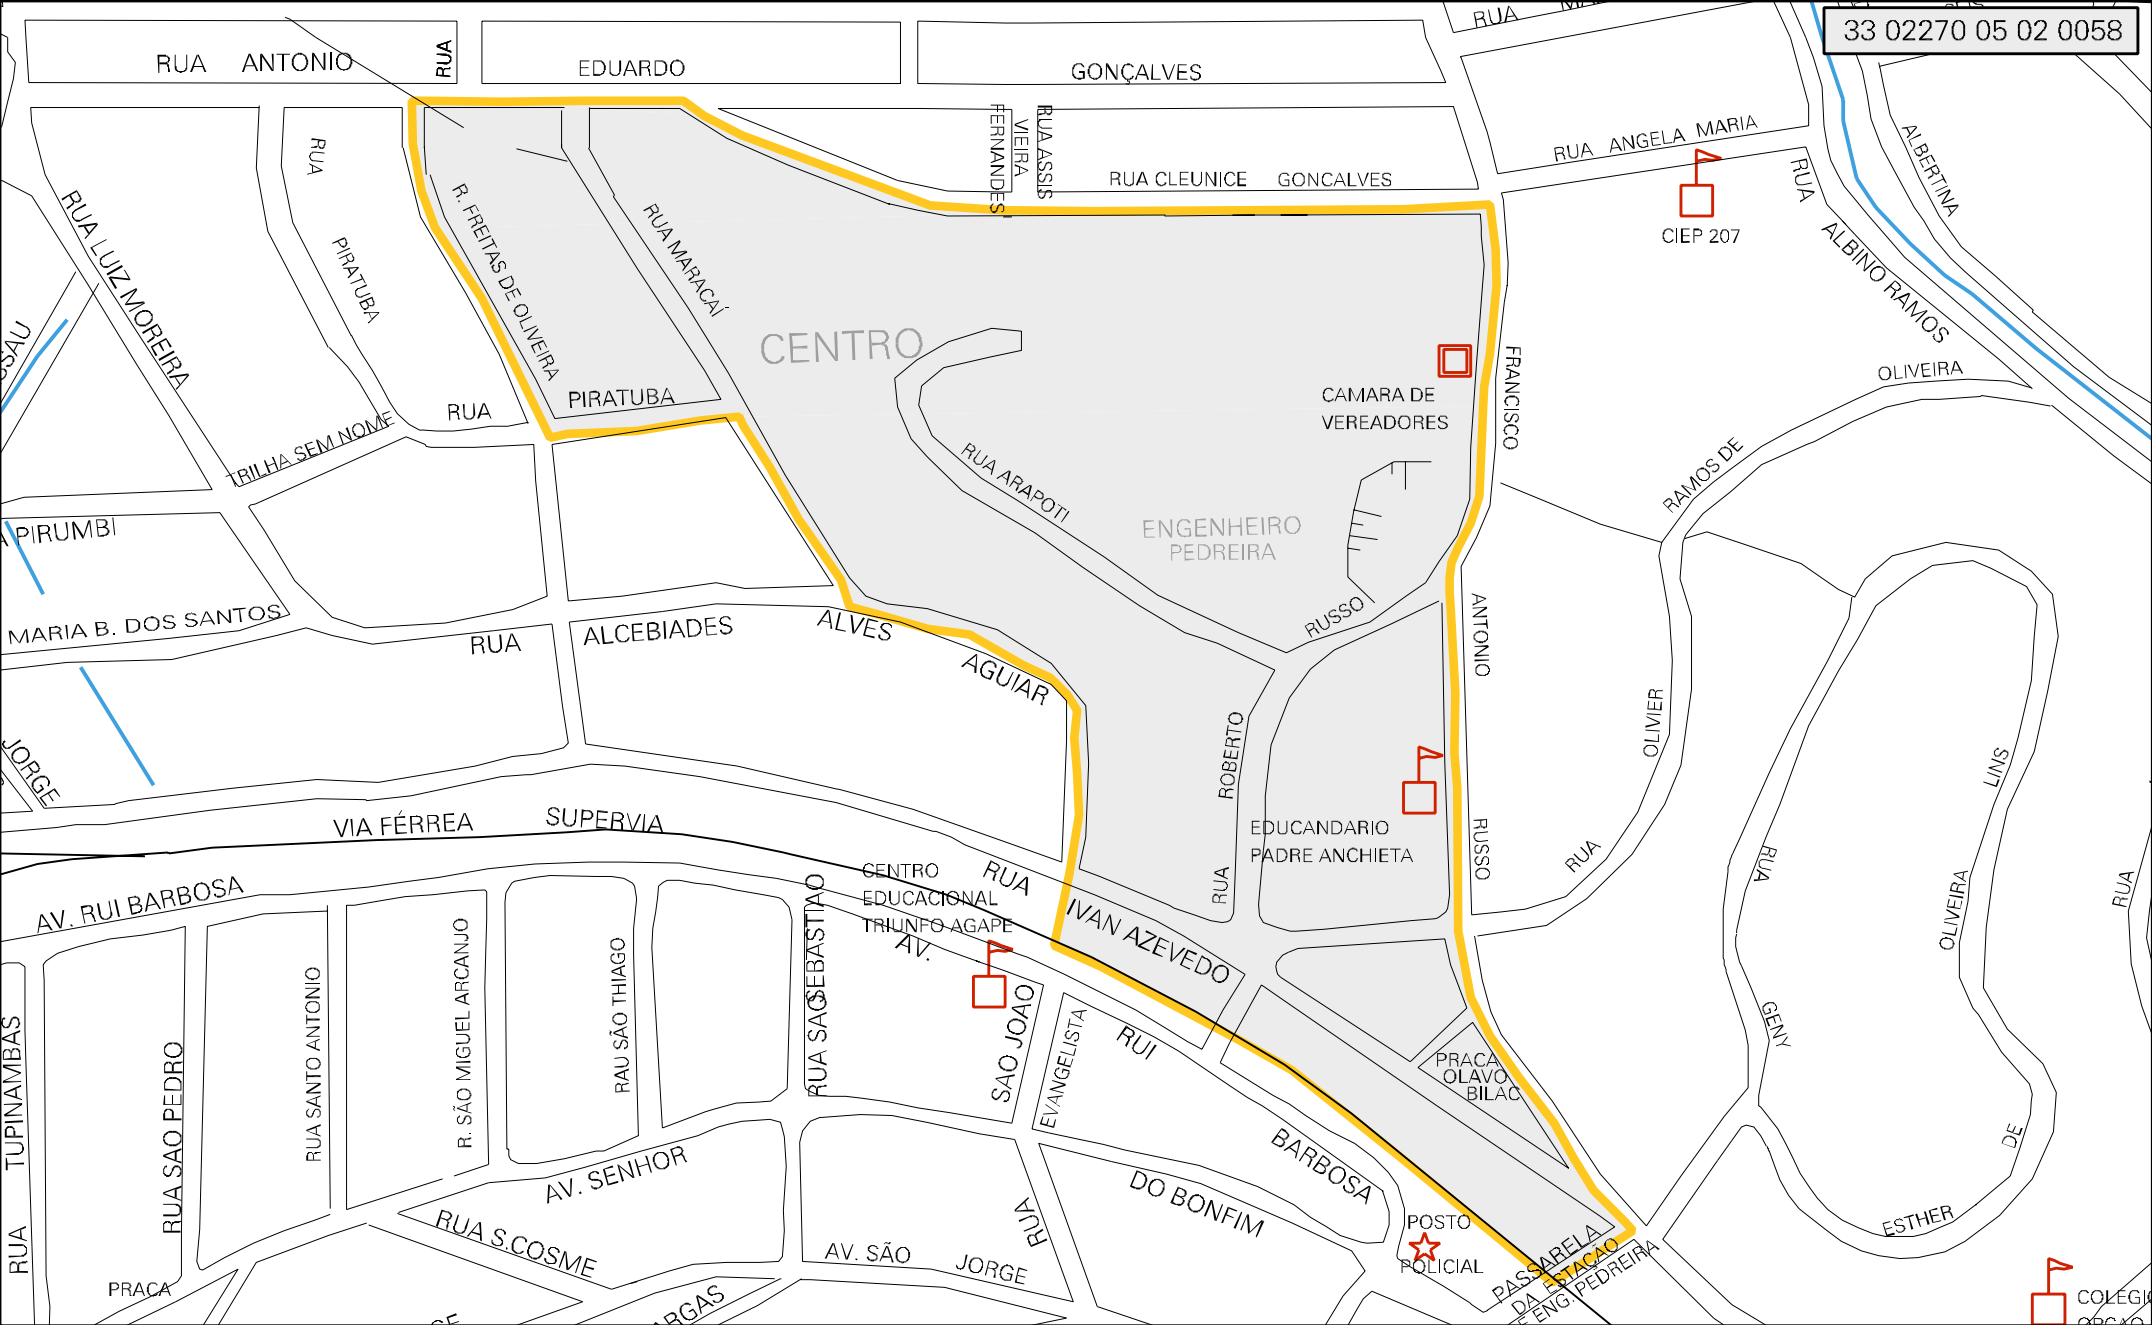 33 02270 05 02 0058
RUA
RUA ANTONIO
RUA
EDUARDO
GONÇALVES
RUA ANGELA MARIA
CIEP 207
RUA
ALBINO RAMOS
ALBERTINA
FERNANDES
VIEIRA
RUA ASSIS
RUA CLEUNICE GONCALVES
RUA
PIRATUBA
RUA LUIZ MOREIRA
R. FREITAS DE OLIVEIRA
RUA MARACAÍ
CENTRO
PIRATUBA
RUA
TRILHA SEM NOME
PIRUMBI
MARIA B. DOS SANTOS
RUA ALCEBIADES
ALVES
AGUIAR
RUA ARAPOTI
ENGENHEIRO
PEDREIRA
CAMARA DE
VEREADORES
FRANCISCO
ANTONIO
RUSSO
RUSSO
ROBERTO
RUA
EDUCANDARIO
PADRE ANCHIETA
OLIVEIRA
RAMOS DE
OLIVIER
RUA
RUA
GENY
OLIVEIRA
LINS
DE
ESTHER
RUA
JORGE
VIA FÉRREA SUPERVIA
AV. RUI BARBOSA
CENTRO
EDUCACIONAL
TRIUNFO AGAPE
AV.
RUI
BARBOSA
RUA
IVAN AZEVEDO
RUA TUPINAMBAS
RUA SAO PEDRO
RUA SANTO ANTONIO
R. SÃO MIGUEL ARCANJO
RAU SÃO THIAGO
RUA SAO SEBASTIAO
SAO JOAO
EVANGELISTA
RUA
AV. SENHOR
DO BONFIM
RUA S.COSME
AV. SÃO JORGE
PRACA
PRACA
OLAVO
BILAC
POSTO
POLICIAL
PASSARELA
DA ESTAÇAO
ENG. PEDREIRA